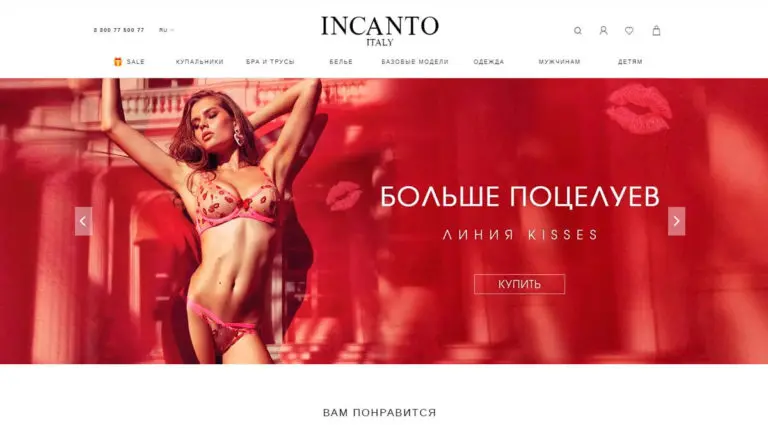 INCANTO
ITALY
8 900 77 500 77
RU
SALE КУПАЛЬНИКИ БРА И ТРУСЫ БЕЛЬЕ БАЗОВЫЕ МОДЕЛИ ОДЕЖДА МУЖЧИНАМ ДЕТЯМ
БОЛЬШЕ ПОЦЕЛУЕВ
ЛИНИЯ KISSES
КУПИТЬ
ВАМ ПОНРАВИТСЯ